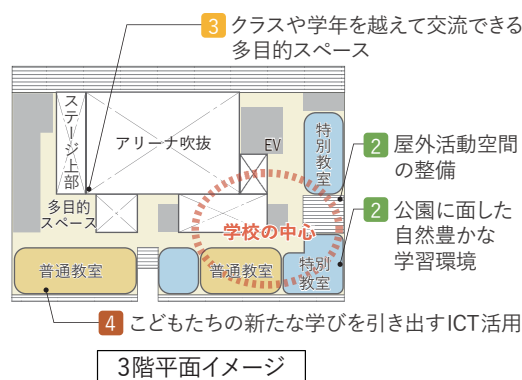 3 クラスや学年を越えて交流できる
多目的スペース
ステージ上部
アリーナ吹抜
EV
特別教室
2 屋外活動空間
の整備
多目的
スペース
学校の中心
2 公園に面した
自然豊かな
学習環境
普通教室
普通教室
特別
教室
4 こどもたちの新たな学びを引き出すICT活用
3階平面イメージ